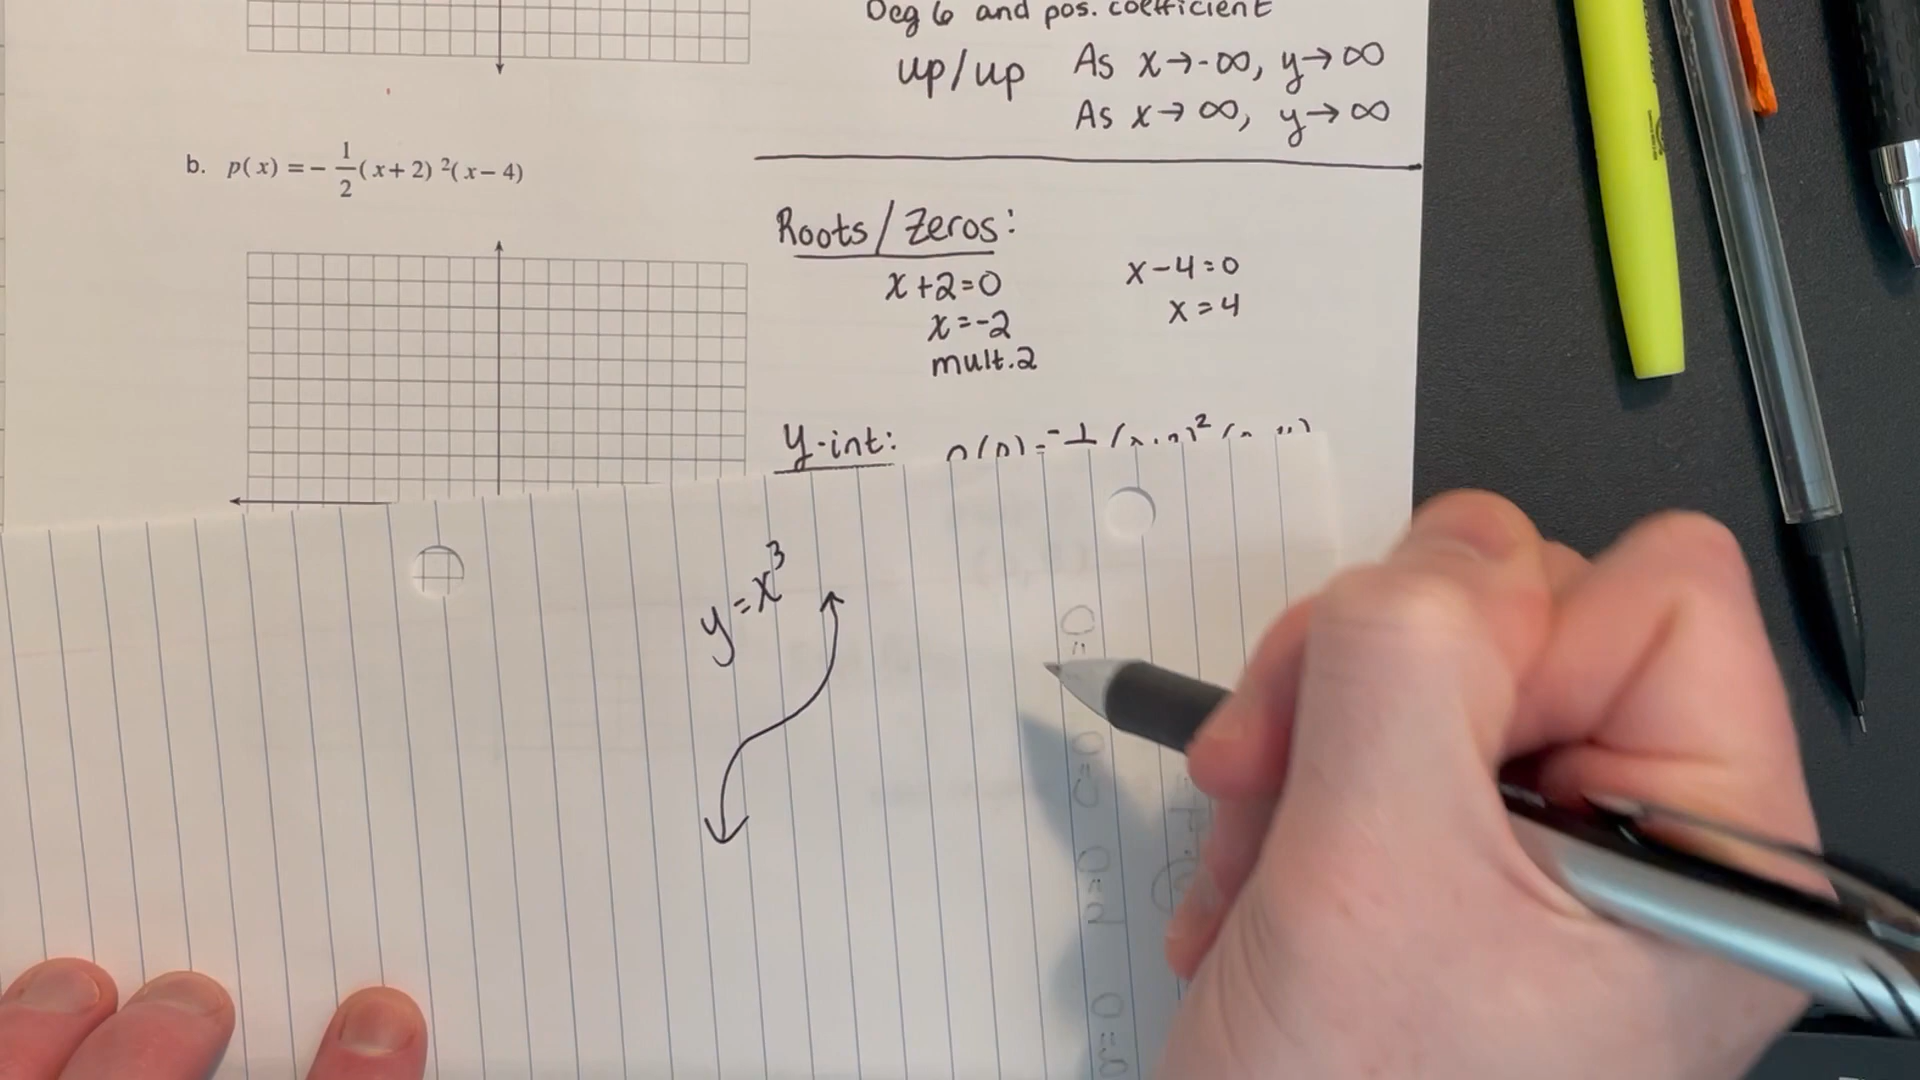 Deg 6 and pos. coefficient
up/up As x→-∞, y→∞
As x→∞, y→∞
b. p(x) = - 1/2 (x+2) ²(x-4)
Roots/Zeros:
x+2=0 x-4=0
x=-2 x=4
mult.2
y-int:
y=x³